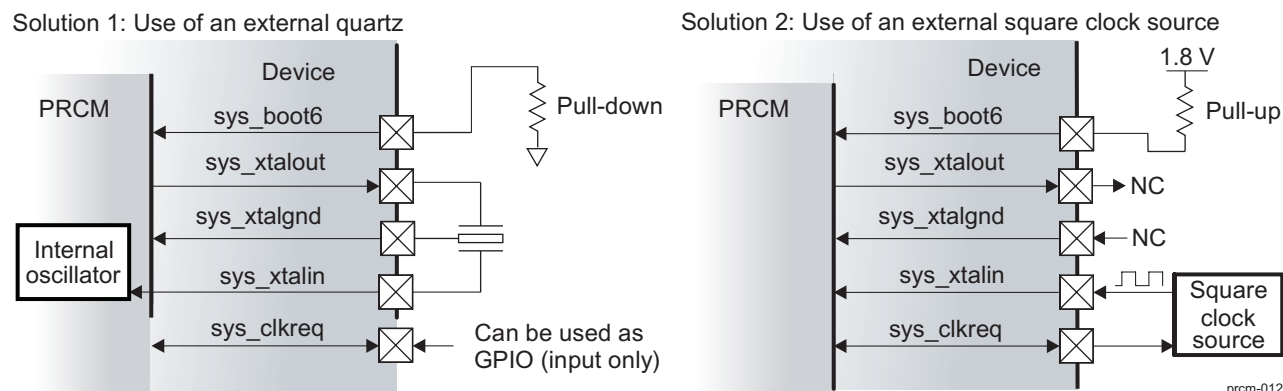 Solution 1: Use of an external quartz
Device
PRCM
sys_boot6
Pull-down
sys_xtalout
sys_xtalgnd
Internal
oscillator
sys_xtalin
sys_clkreq
Can be used as
GPIO (input only)
Solution 2: Use of an external square clock source
1.8 V
Device
PRCM
sys_boot6
Pull-up
sys_xtalout
NC
sys_xtalgnd
NC
sys_xtalin
Square
clock
source
sys_clkreq
prcm-012